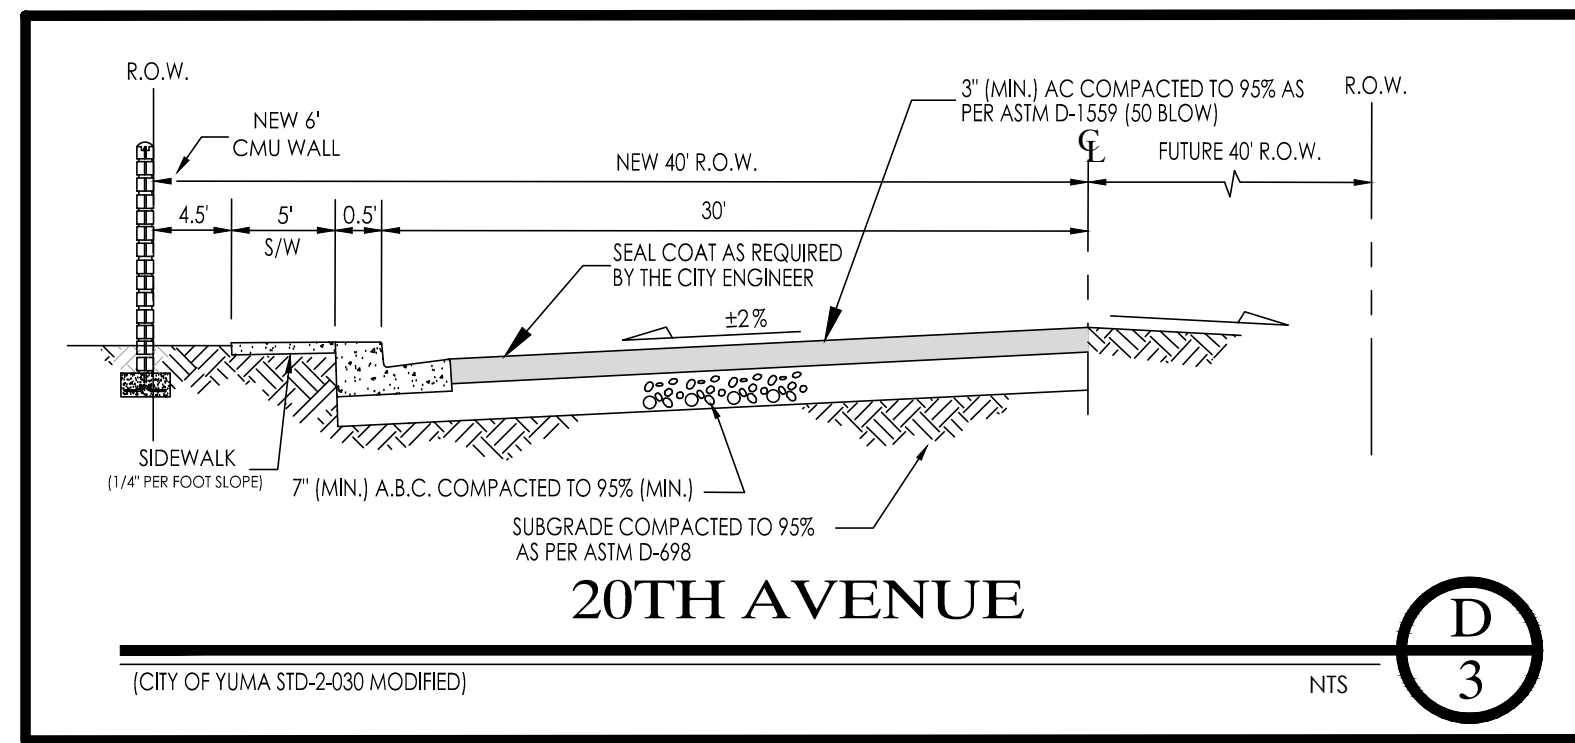 R.O.W.
NEW 6'
CMU WALL
3" (MIN.) AC COMPACTED TO 95% AS
PER ASTM D-1559 (50 BLOW)
R.O.W.
NEW 40' R.O.W.
CL
FUTURE 40' R.O.W.
4.5'
5'
S/W
0.5'
30'
SEAL COAT AS REQUIRED
BY THE CITY ENGINEER
±2%
SIDEWALK
(1/4" PER FOOT SLOPE)
7" (MIN.) A.B.C. COMPACTED TO 95% (MIN.)
SUBGRADE COMPACTED TO 95%
AS PER ASTM D-698
20TH AVENUE
D
3
(CITY OF YUMA STD-2-030 MODIFIED)
NTS